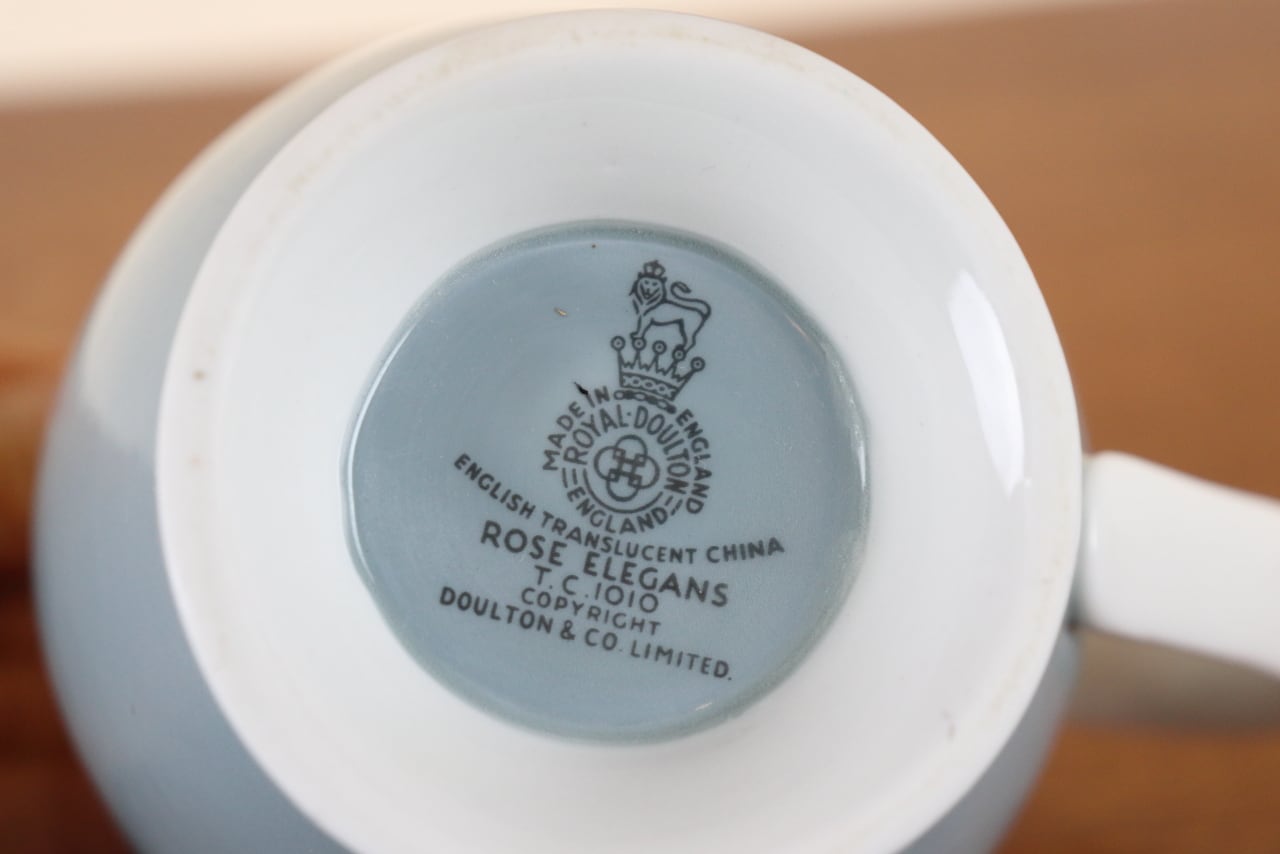 MADE IN ENGLAND
ROYAL·DOULTON
ENGLAND
ENGLISH TRANSLUCENT CHINA
ROSE ELEGANS
T.C.1010
COPYRIGHT
DOULTON & CO. LIMITED.